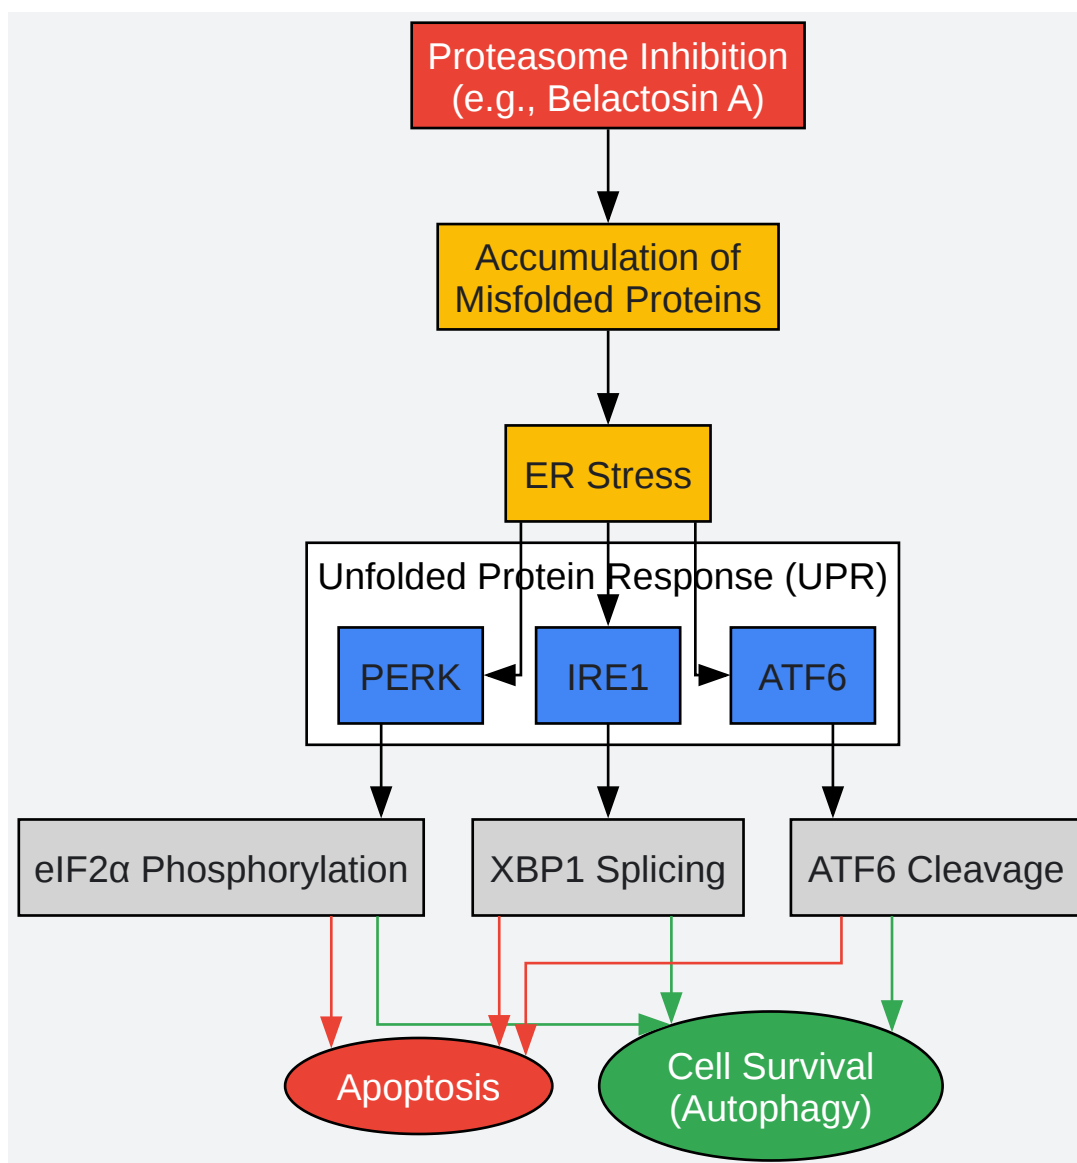 Proteasome Inhibition
(e.g., Belactosin A)
Accumulation of
Misfolded Proteins
ER Stress
Unfolded Protein Response (UPR)
PERK
IRE1
ATF6
eIF2α Phosphorylation
XBP1 Splicing
ATF6 Cleavage
Apoptosis
Cell Survival
(Autophagy)